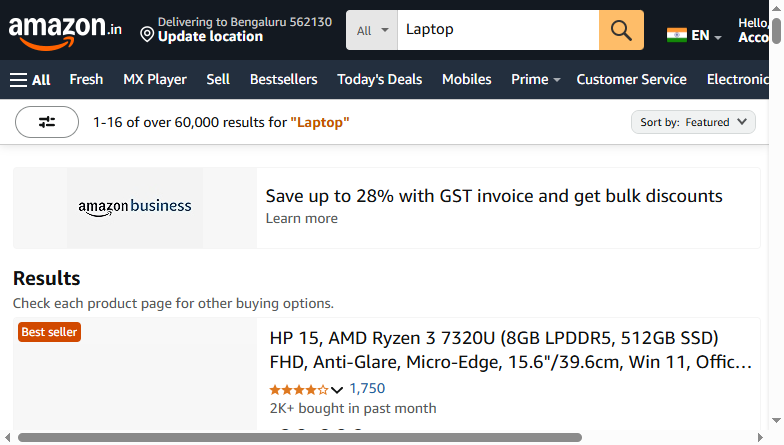 amazon.in
Delivering to Bengaluru 562130
Update location
All
Laptop
EN
Hello,
Acco
All
Fresh
MX Player
Sell
Bestsellers
Today's Deals
Mobiles
Prime
Customer Service
Electronic
1-16 of over 60,000 results for "Laptop"
Sort by: Featured
amazon business
Save up to 28% with GST invoice and get bulk discounts
Learn more
Results
Check each product page for other buying options.
Best seller
HP 15, AMD Ryzen 3 7320U (8GB LPDDR5, 512GB SSD)
FHD, Anti-Glare, Micro-Edge, 15.6"/39.6cm, Win 11, Offic…
1,750
2K+ bought in past month